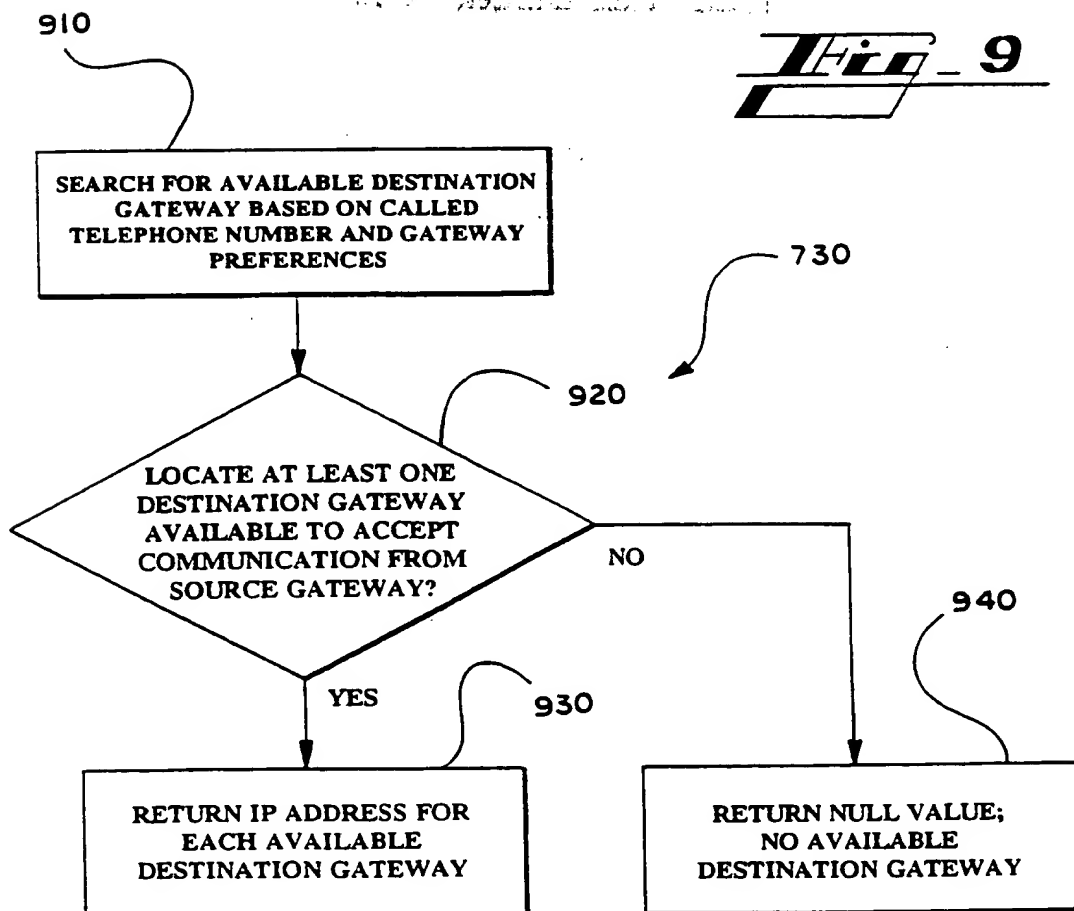 910
Fig_ 9
SEARCH FOR AVAILABLE DESTINATION
GATEWAY BASED ON CALLED
TELEPHONE NUMBER AND GATEWAY
PREFERENCES
730
920
LOCATE AT LEAST ONE
DESTINATION GATEWAY
AVAILABLE TO ACCEPT
COMMUNICATION FROM
SOURCE GATEWAY?
NO
940
YES
930
RETURN IP ADDRESS FOR
EACH AVAILABLE
DESTINATION GATEWAY
RETURN NULL VALUE;
NO AVAILABLE
DESTINATION GATEWAY